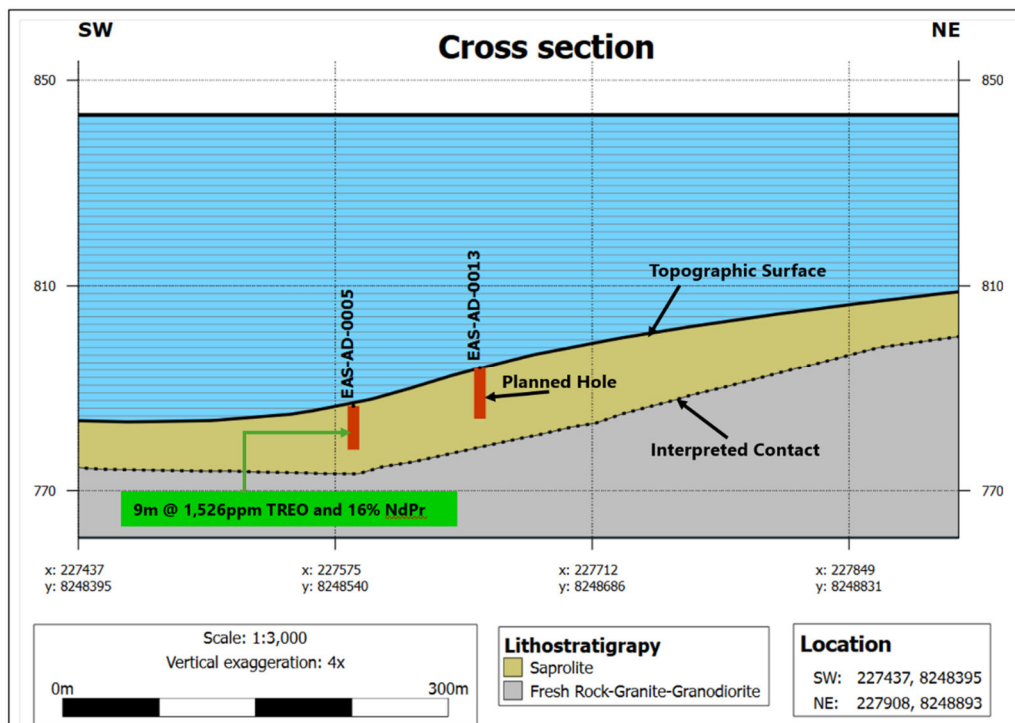 SW
NE
Cross section
850
850
810
810
770
770
EAS-AD-0005
EAS-AD-0013
Topographic Surface
Planned Hole
Interpreted Contact
9m @ 1,526ppm TREO and 16% NdPr
x: 227437
y: 8248395
x: 227575
y: 8248540
x: 227712
y: 8248686
x: 227849
y: 8248831
Scale: 1:3,000
Vertical exaggeration: 4x
0m
300m
Lithostratigrapy
Saprolite
Fresh Rock-Granite-Granodiorite
Location
SW: 227437, 8248395
NE: 227908, 8248893